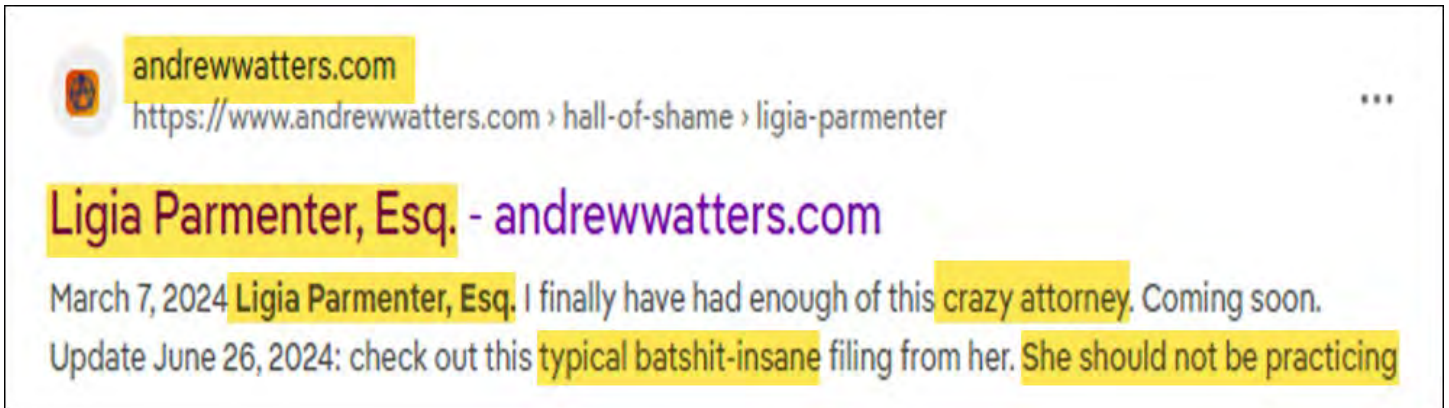 andrewwatters.com
https://www.andrewwatters.com › hall-of-shame › ligia-parmenter
Ligia Parmenter, Esq. - andrewwatters.com
March 7, 2024 Ligia Parmenter, Esq. I finally have had enough of this crazy attorney. Coming soon.
Update June 26, 2024: check out this typical batshit-insane filing from her. She should not be practicing